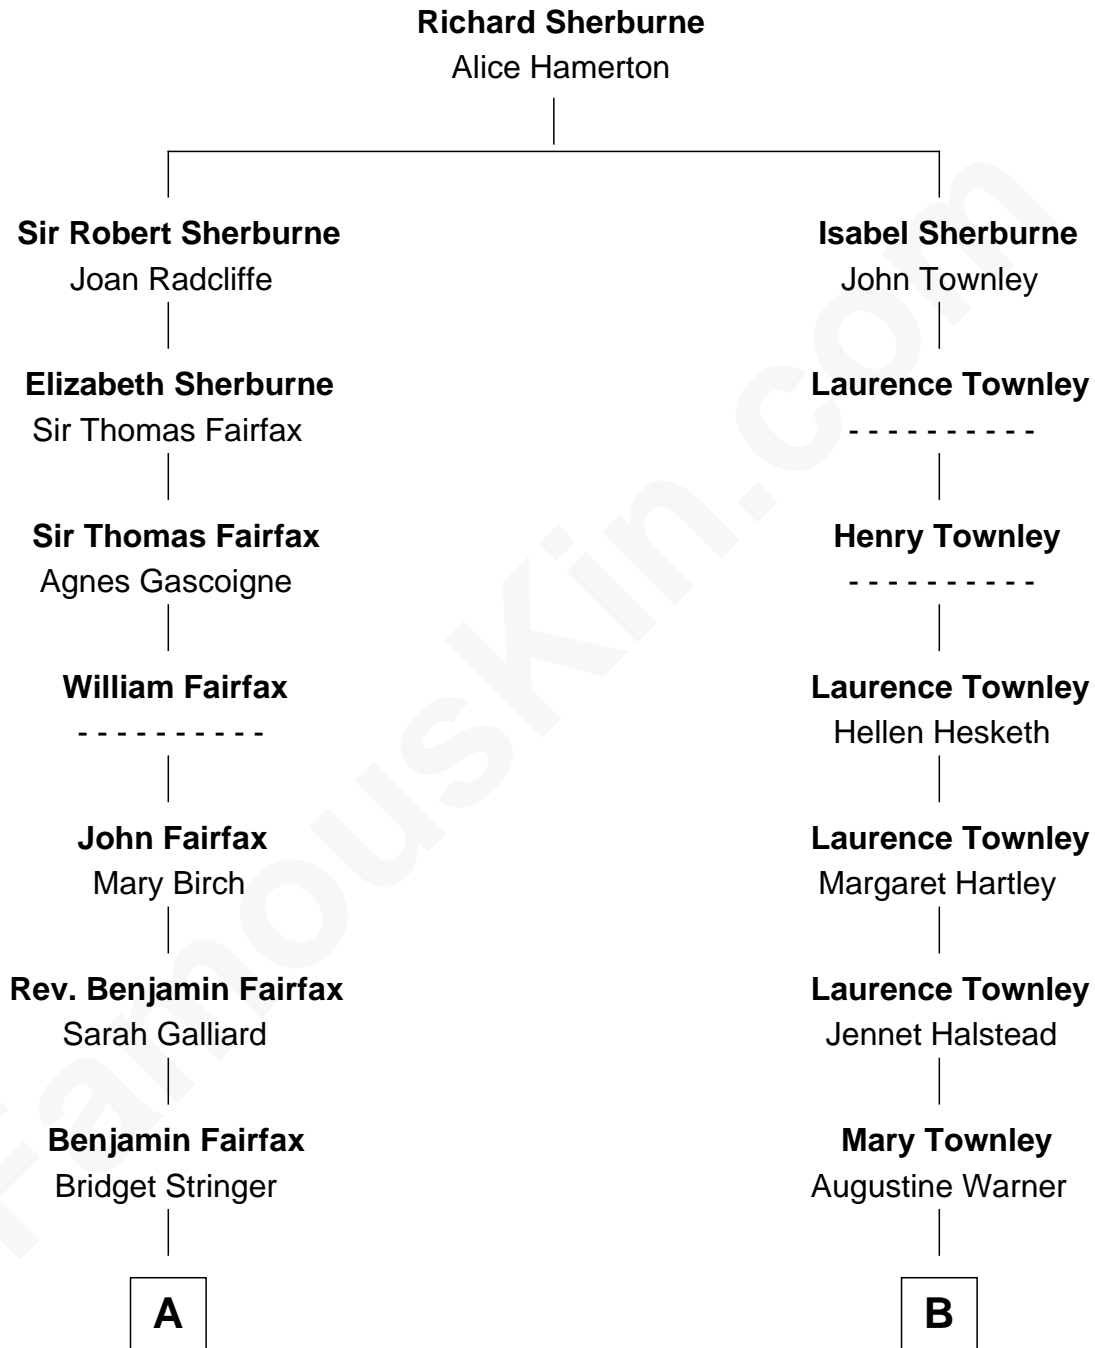 Richard Sherburne
Alice Hamerton
Sir Robert Sherburne
Joan Radcliffe
Isabel Sherburne
John Townley
Elizabeth Sherburne
Sir Thomas Fairfax
Laurence Townley
- - - - - - - - - -
Sir Thomas Fairfax
Agnes Gascoigne
Henry Townley
- - - - - - - - - -
William Fairfax
- - - - - - - - - -
Laurence Townley
Hellen Hesketh
John Fairfax
Mary Birch
Laurence Townley
Margaret Hartley
Rev. Benjamin Fairfax
Sarah Galliard
Laurence Townley
Jennet Halstead
Benjamin Fairfax
Bridget Stringer
Mary Townley
Augustine Warner
A
B
FamousKin.com